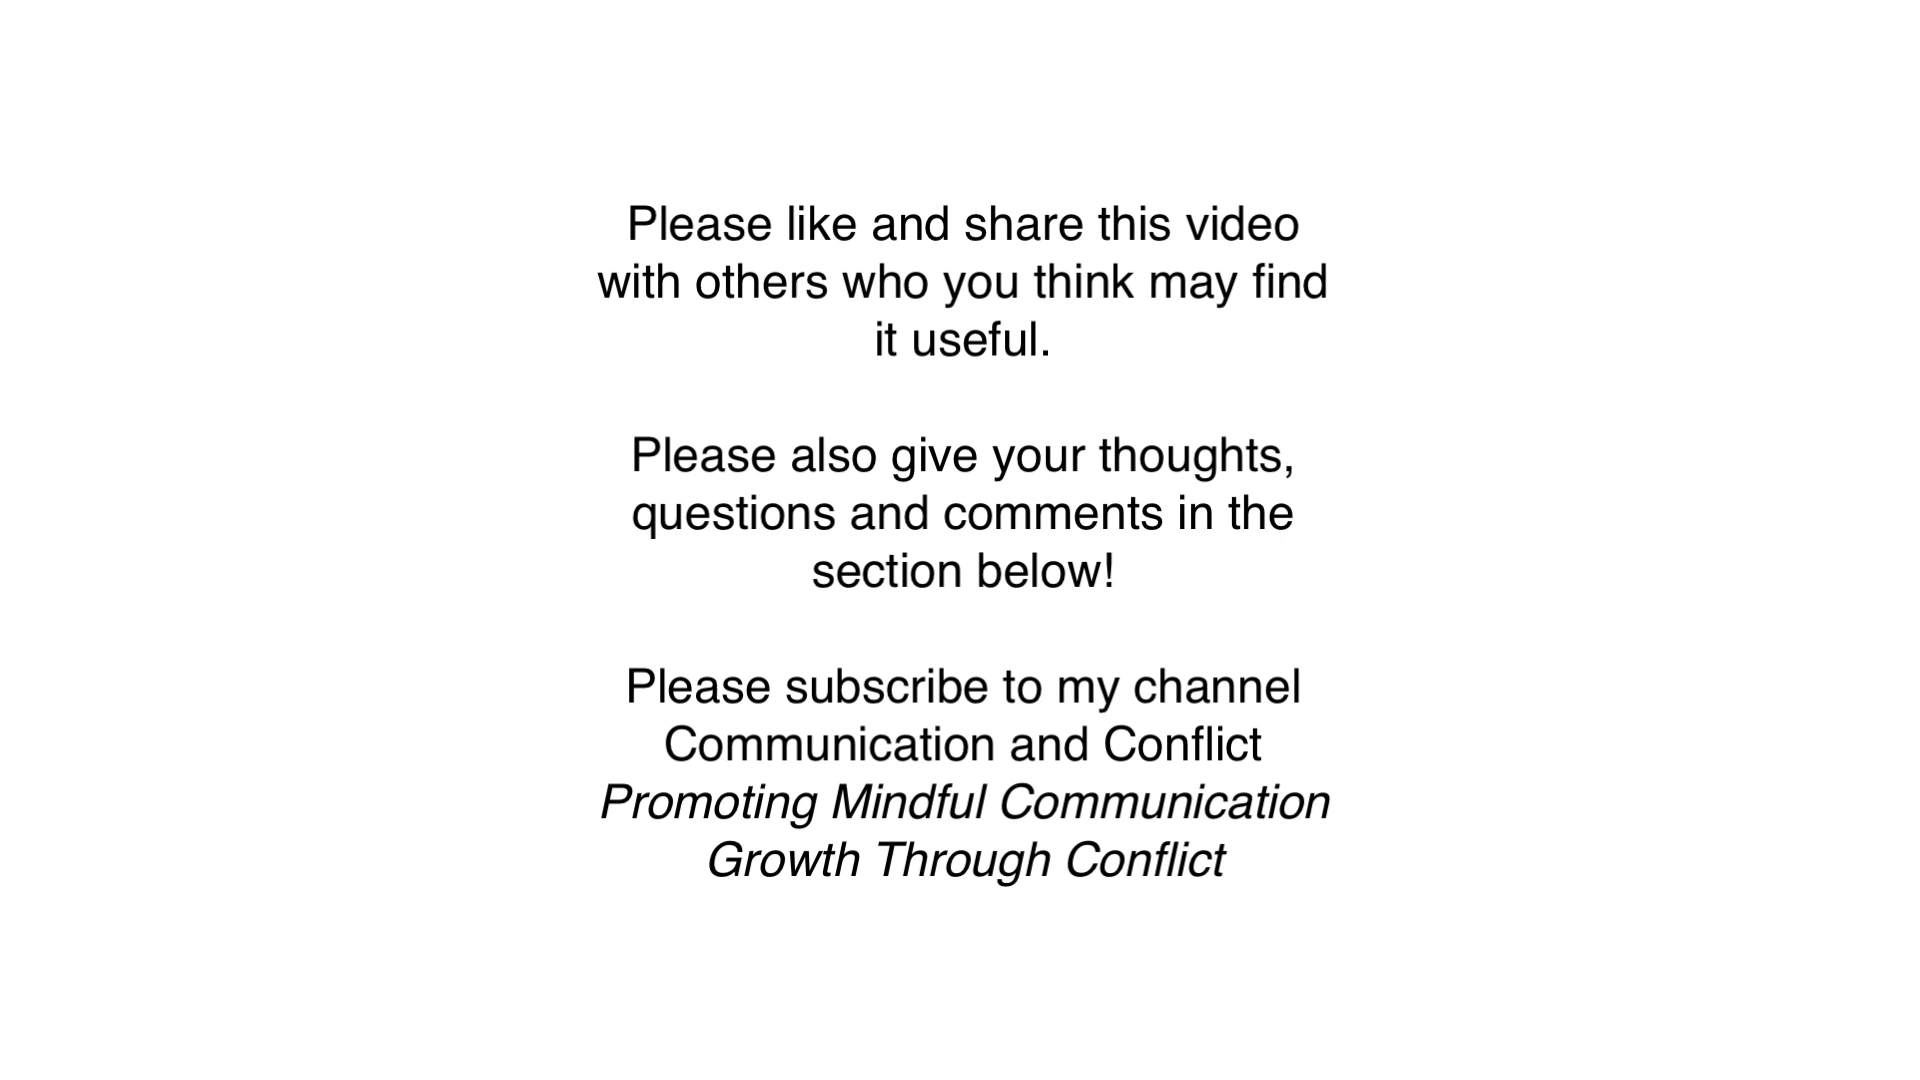 Please like and share this video
with others who you think may find
it useful.
Please also give your thoughts,
questions and comments in the
section below!
Please subscribe to my channel
Communication and Conflict
Promoting Mindful Communication
Growth Through Conflict